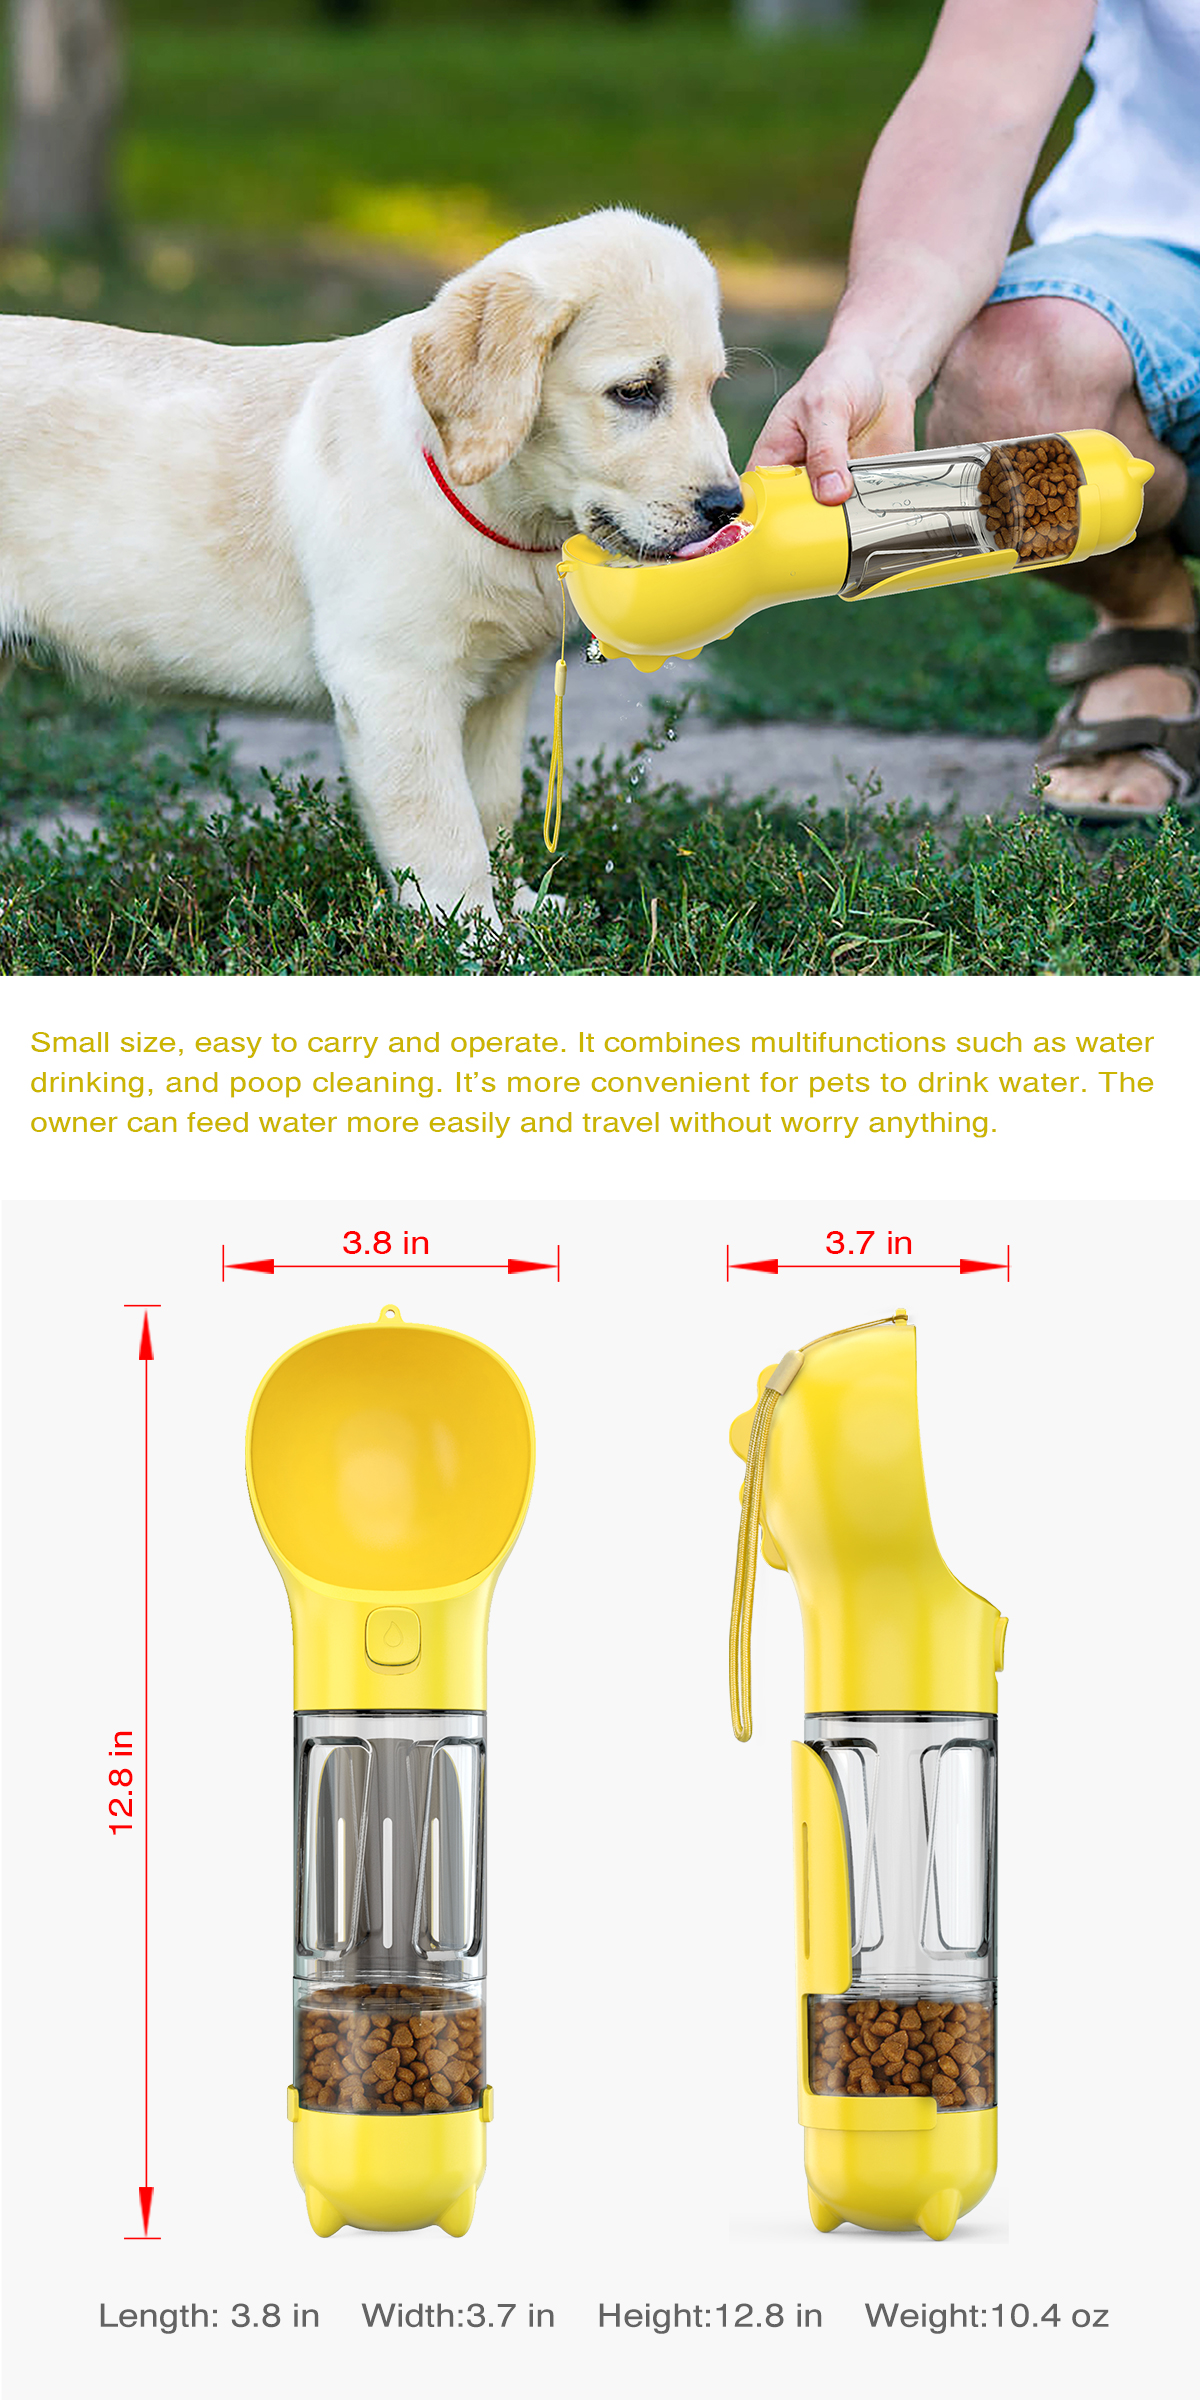 Small size, easy to carry and operate. It combines multifunctions such as water
drinking, and poop cleaning. It’s more convenient for pets to drink water. The
owner can feed water more easily and travel without worry anything.
3.8 in
3.7 in
12.8 in
Length: 3.8 in Width:3.7 in Height:12.8 in Weight:10.4 oz